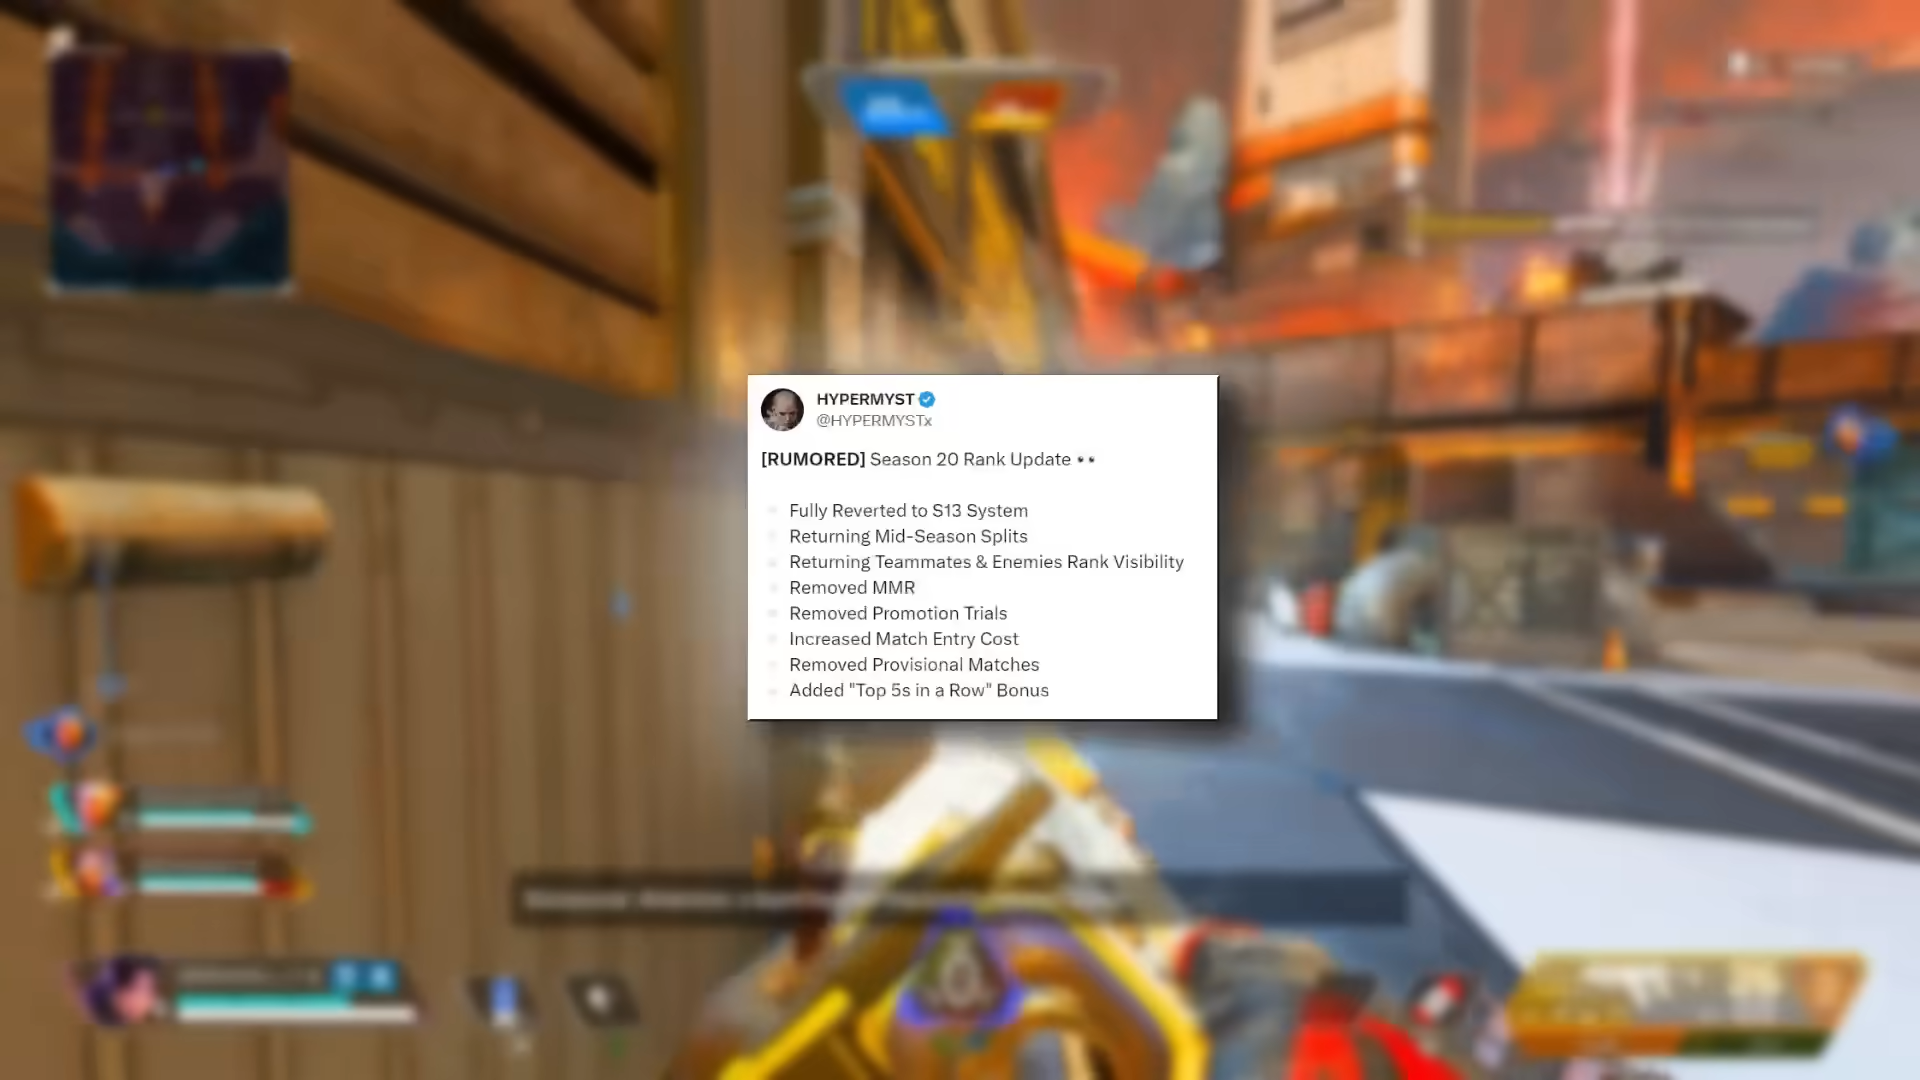 HYPERMYST
@HYPERMYSTx
[RUMORED] Season 20 Rank Update 👀
Fully Reverted to S13 System
Returning Mid-Season Splits
Returning Teammates & Enemies Rank Visibility
Removed MMR
Removed Promotion Trials
Increased Match Entry Cost
Removed Provisional Matches
Added "Top 5s in a Row" Bonus